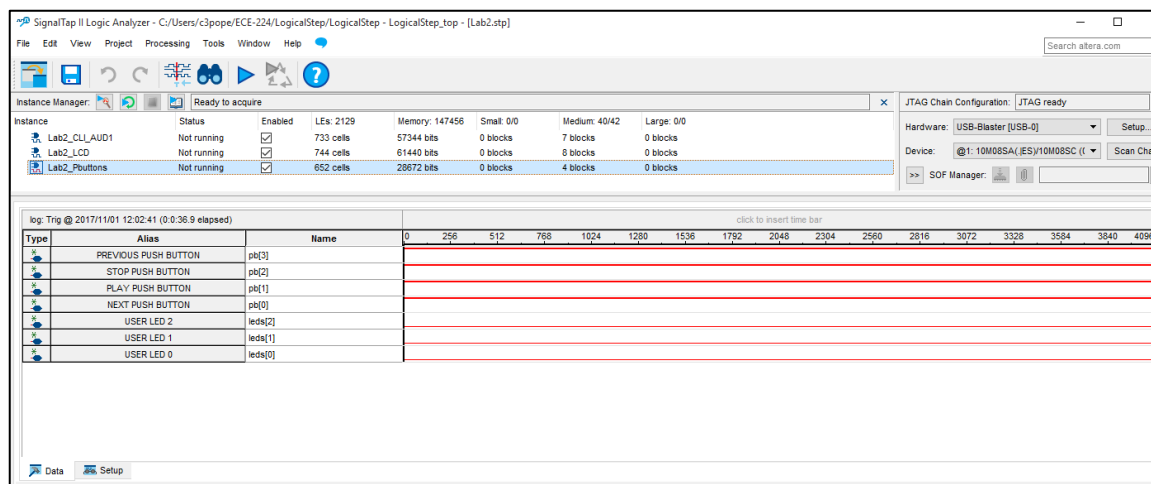 SignalTap II Logic Analyzer - C:/Users/c3pope/ECE-224/LogicalStep/LogicalStep - LogicalStep_top - [Lab2.stp]
File Edit View Project Processing Tools Window Help
Search altera.com
Instance Manager: Ready to acquire
JTAG Chain Configuration: JTAG ready
Instance Status Enabled LEs: 2129 Memory: 147456 Small: 0/0 Medium: 40/42 Large: 0/0
Lab2_CLI_AUD1 Not running 733 cells 57344 bits 0 blocks 7 blocks 0 blocks
Lab2_LCD Not running 744 cells 61440 bits 0 blocks 8 blocks 0 blocks
Lab2_Pbuttons Not running 652 cells 28672 bits 0 blocks 4 blocks 0 blocks
Hardware: USB-Blaster [USB-0] Setup...
Device: @1: 10M08SA(.|ES)/10M08SC (( Scan Cha
>> SOF Manager:
log: Trig @ 2017/11/01 12:02:41 (0:0:36.9 elapsed) click to insert time bar
Type Alias Name 0 256 512 768 1024 1280 1536 1792 2048 2304 2560 2816 3072 3328 3584 3840 4096
PREVIOUS PUSH BUTTON pb[3]
STOP PUSH BUTTON pb[2]
PLAY PUSH BUTTON pb[1]
NEXT PUSH BUTTON pb[0]
USER LED 2 leds[2]
USER LED 1 leds[1]
USER LED 0 leds[0]
Data Setup